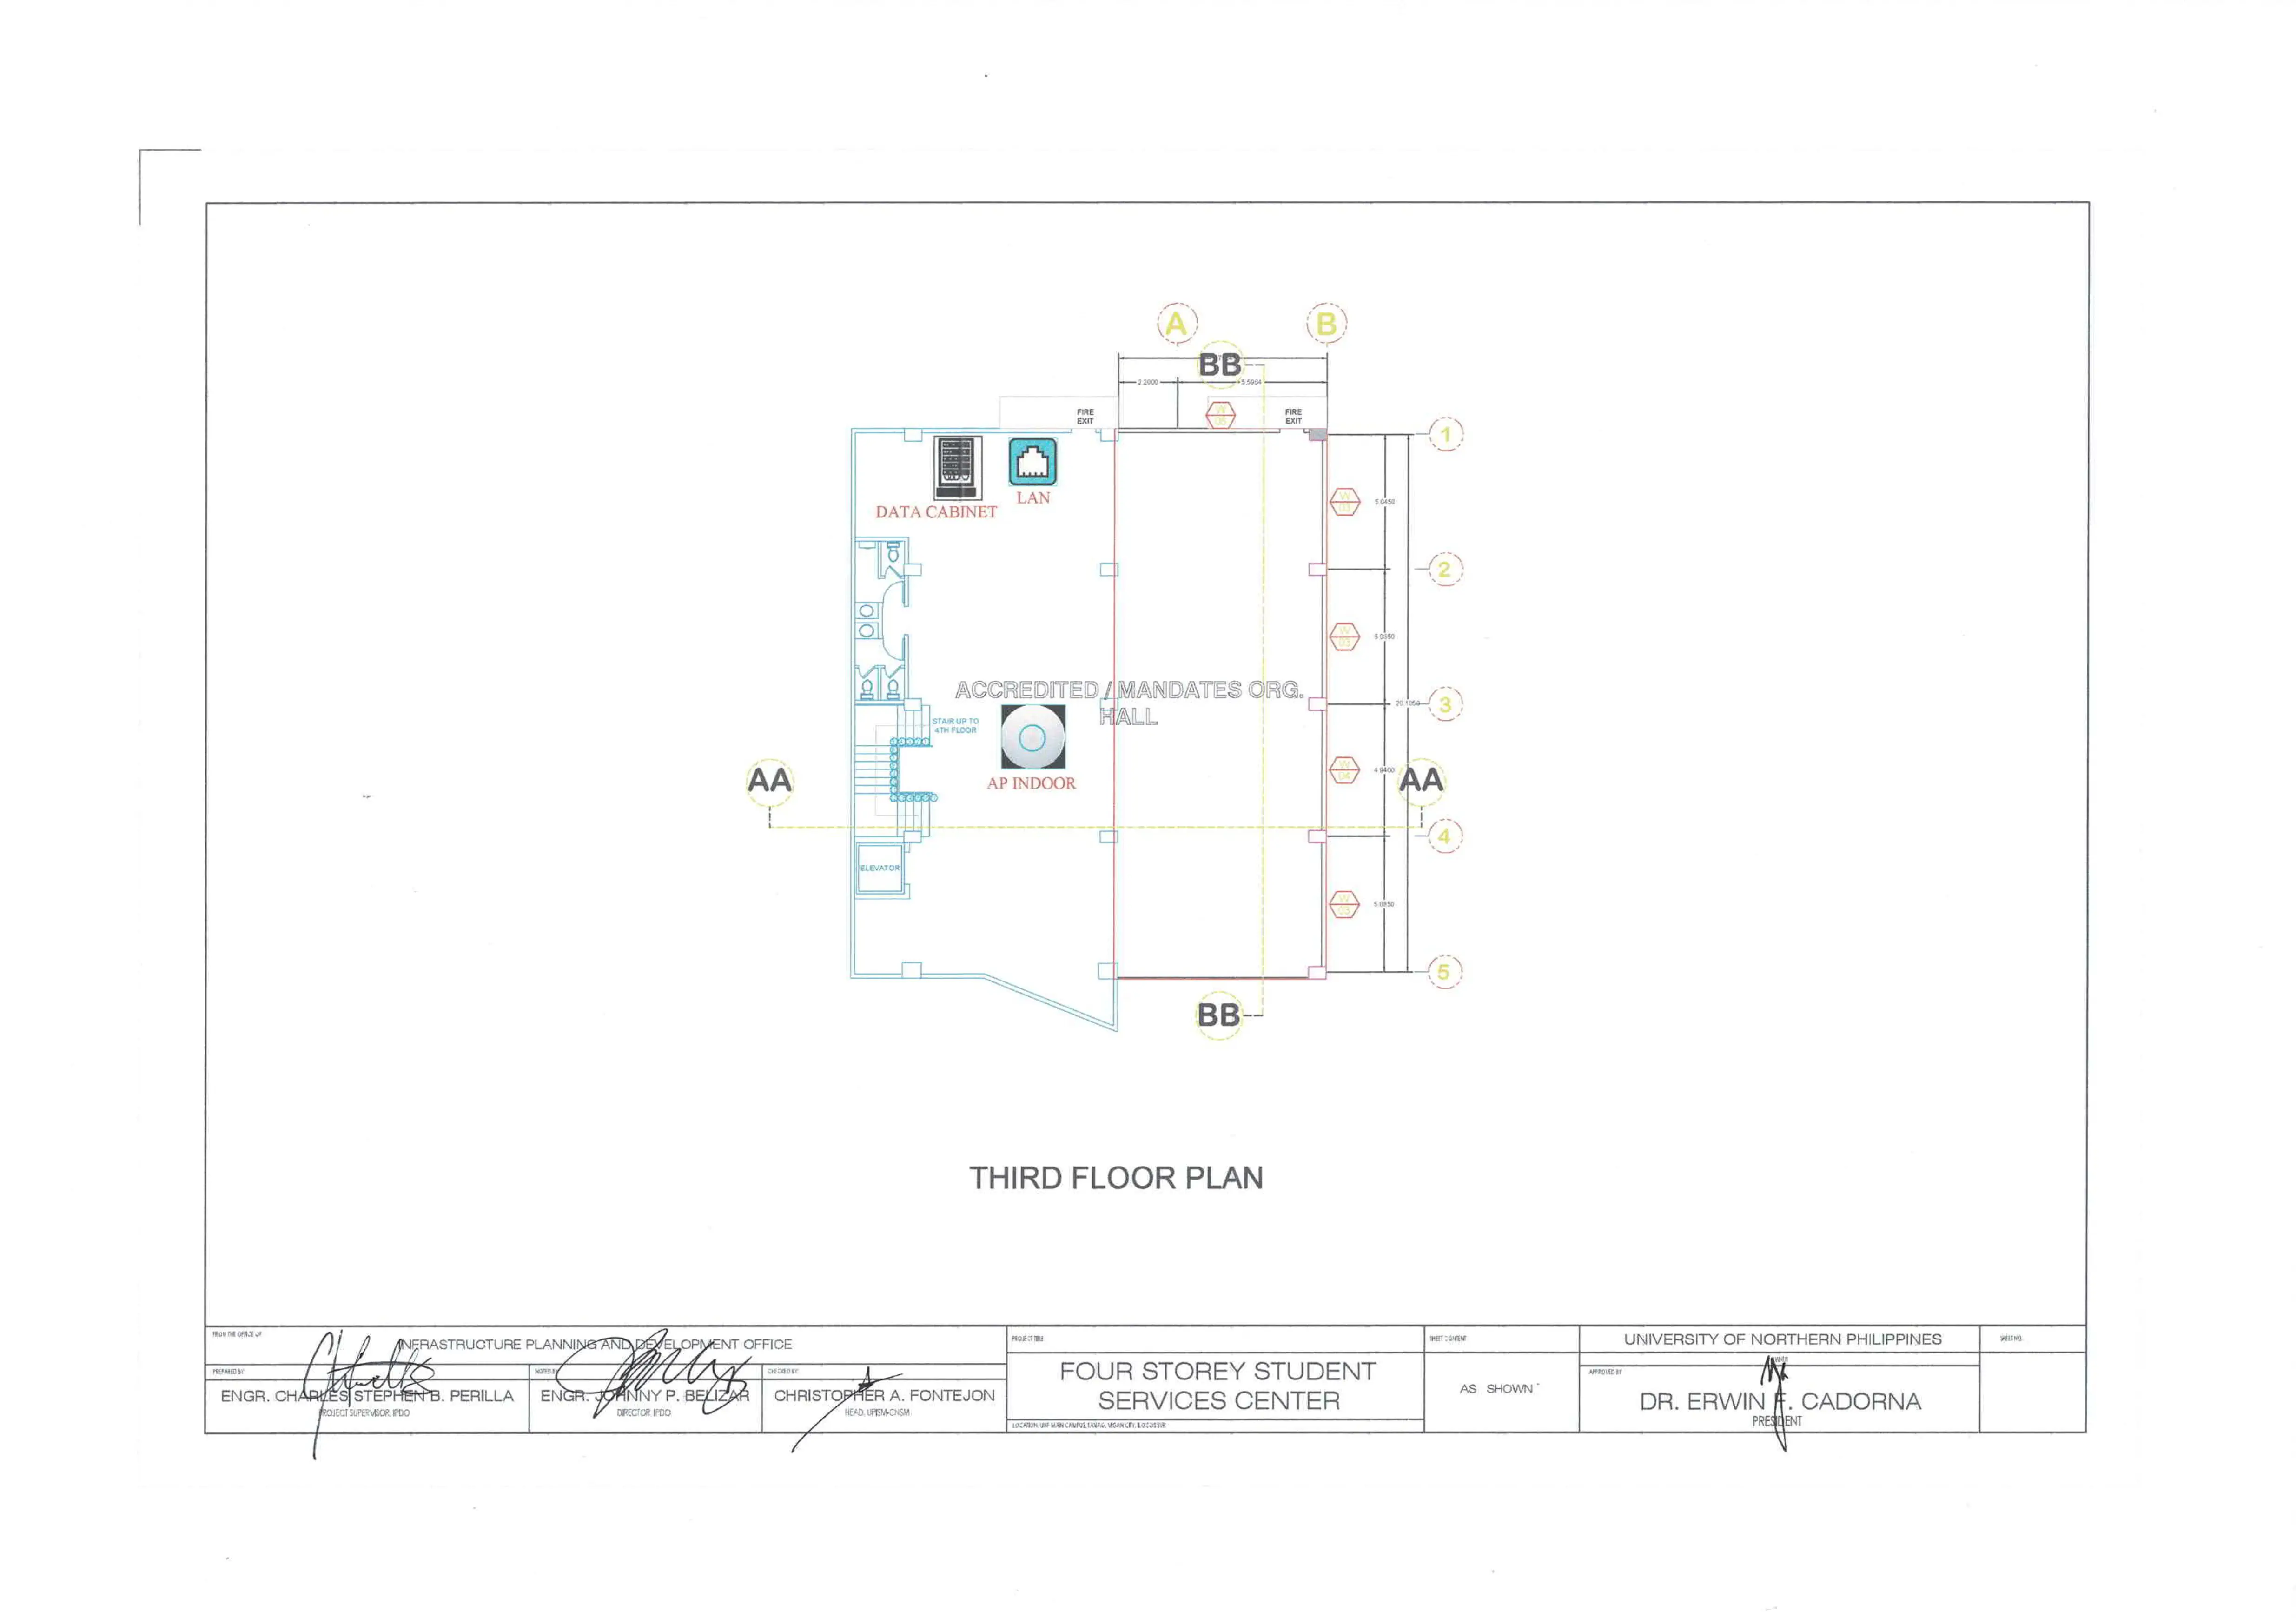 A
B
BB
2.2000
5.5994
FIRE
EXIT
FIRE
EXIT
1
DATA CABINET
LAN
5.0450
2
ACCREDITED / MANDATES ORG.
HALL
STAIR UP TO
4TH FLOOR
20.1050
3
AP INDOOR
AA
4.9400
AA
4
ELEVATOR
5
BB
THIRD FLOOR PLAN
FROM THE OFFICE OF
INFRASTRUCTURE PLANNING AND DEVELOPMENT OFFICE
PREPARED BY
NOTED BY
CHECKED BY
ENGR. CHARLES STEPHEN B. PERILLA
PROJECT SUPERVISOR, IPDO
ENGR. JOHNNY P. BELIZAR
DIRECTOR, IPDO
CHRISTOPHER A. FONTEJON
HEAD, UPISM-CNSM
PROJECT TITLE
FOUR STOREY STUDENT
SERVICES CENTER
LOCATION: UNP MAIN CAMPUS, TAMAG, VIGAN CITY, ILOCOS SUR
SHEET CONTENT
AS SHOWN
UNIVERSITY OF NORTHERN PHILIPPINES
OWNER
APPROVED BY
DR. ERWIN F. CADORNA
PRESIDENT
SHEET NO.